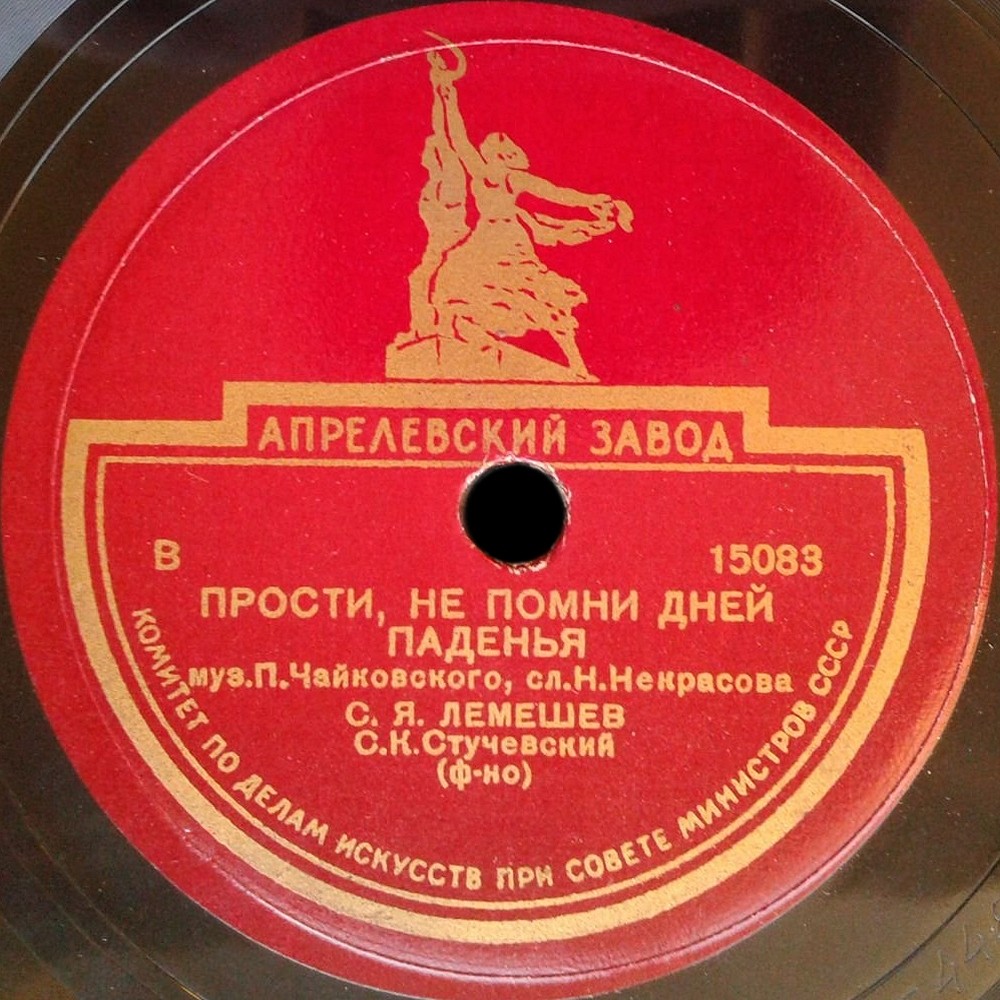 АПРЕЛЕВСКИЙ ЗАВОД
В 15083
ПРОСТИ, НЕ ПОМНИ ДНЕЙ
ПАДЕНЬЯ
муз.П.Чайковского, сл.Н.Некрасова
С. Я. ЛЕМЕШЕВ
С.К.Стучевский
(ф-но)
КОМИТЕТ ПО ДЕЛАМ ИСКУССТВ ПРИ СОВЕТЕ МИНИСТРОВ СССР